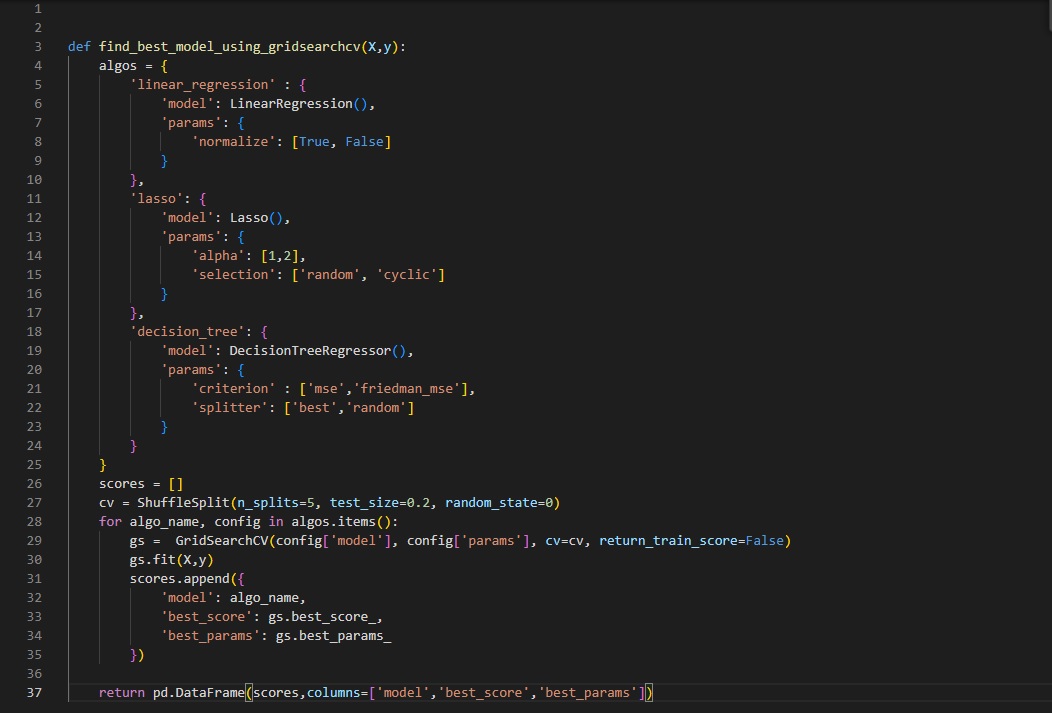 1
2
3 def find_best_model_using_gridsearchcv(X,y):
4     algos = {
5         'linear_regression' : {
6             'model': LinearRegression(),
7             'params': {
8                 'normalize': [True, False]
9             }
10         },
11         'lasso': {
12             'model': Lasso(),
13             'params': {
14                 'alpha': [1,2],
15                 'selection': ['random', 'cyclic']
16             }
17         },
18         'decision_tree': {
19             'model': DecisionTreeRegressor(),
20             'params': {
21                 'criterion' : ['mse','friedman_mse'],
22                 'splitter': ['best','random']
23             }
24         }
25     }
26     scores = []
27     cv = ShuffleSplit(n_splits=5, test_size=0.2, random_state=0)
28     for algo_name, config in algos.items():
29         gs =  GridSearchCV(config['model'], config['params'], cv=cv, return_train_score=False)
30         gs.fit(X,y)
31         scores.append({
32             'model': algo_name,
33             'best_score': gs.best_score_,
34             'best_params': gs.best_params_
35         })
36
37     return pd.DataFrame(scores,columns=['model','best_score','best_params'])